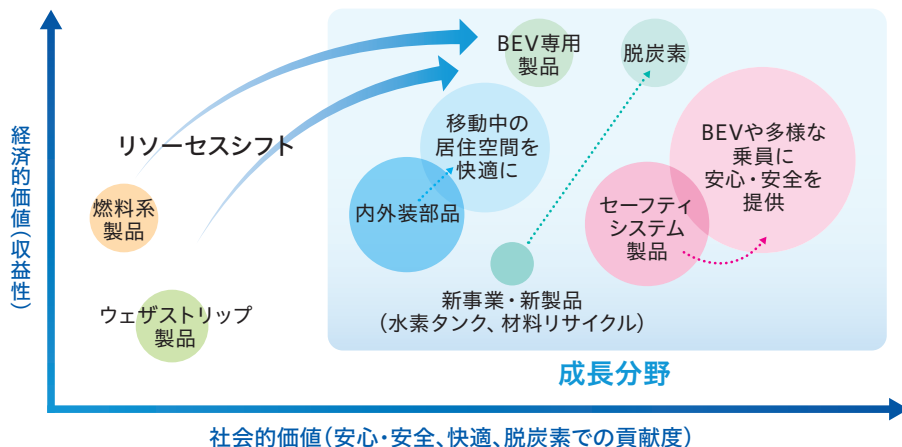 経済的価値（収益性）
リソーセスシフト
燃料系
製品
ウェザストリップ
製品
BEV専用
製品
脱炭素
移動中の
居住空間を
快適に
内外装部品
BEVや多様な
乗員に
安心・安全を
提供
セーフティ
システム
製品
新事業・新製品
（水素タンク、材料リサイクル）
成長分野
社会的価値（安心・安全、快適、脱炭素での貢献度）